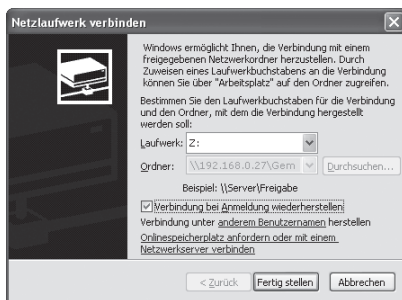 Netzlaufwerk verbinden
Windows ermöglicht Ihnen, die Verbindung mit einem
freigegebenen Netzwerkordner herzustellen. Durch
Zuweisen eines Laufwerkbuchstabens an die Verbindung
können Sie über "Arbeitsplatz" auf den Ordner zugreifen.
Bestimmen Sie den Laufwerkbuchstaben für die Verbindung
und den Ordner, mit dem die Verbindung hergestellt
werden soll:
Laufwerk: Z:
Ordner: \\192.168.0.27\Gem Durchsuchen...
Beispiel: \\Server\Freigabe
Verbindung bei Anmeldung wiederherstellen
Verbindung unter anderem Benutzernamen herstellen
Onlinespeicherplatz anfordern oder mit einem
Netzwerkserver verbinden
< Zurück Fertig stellen Abbrechen